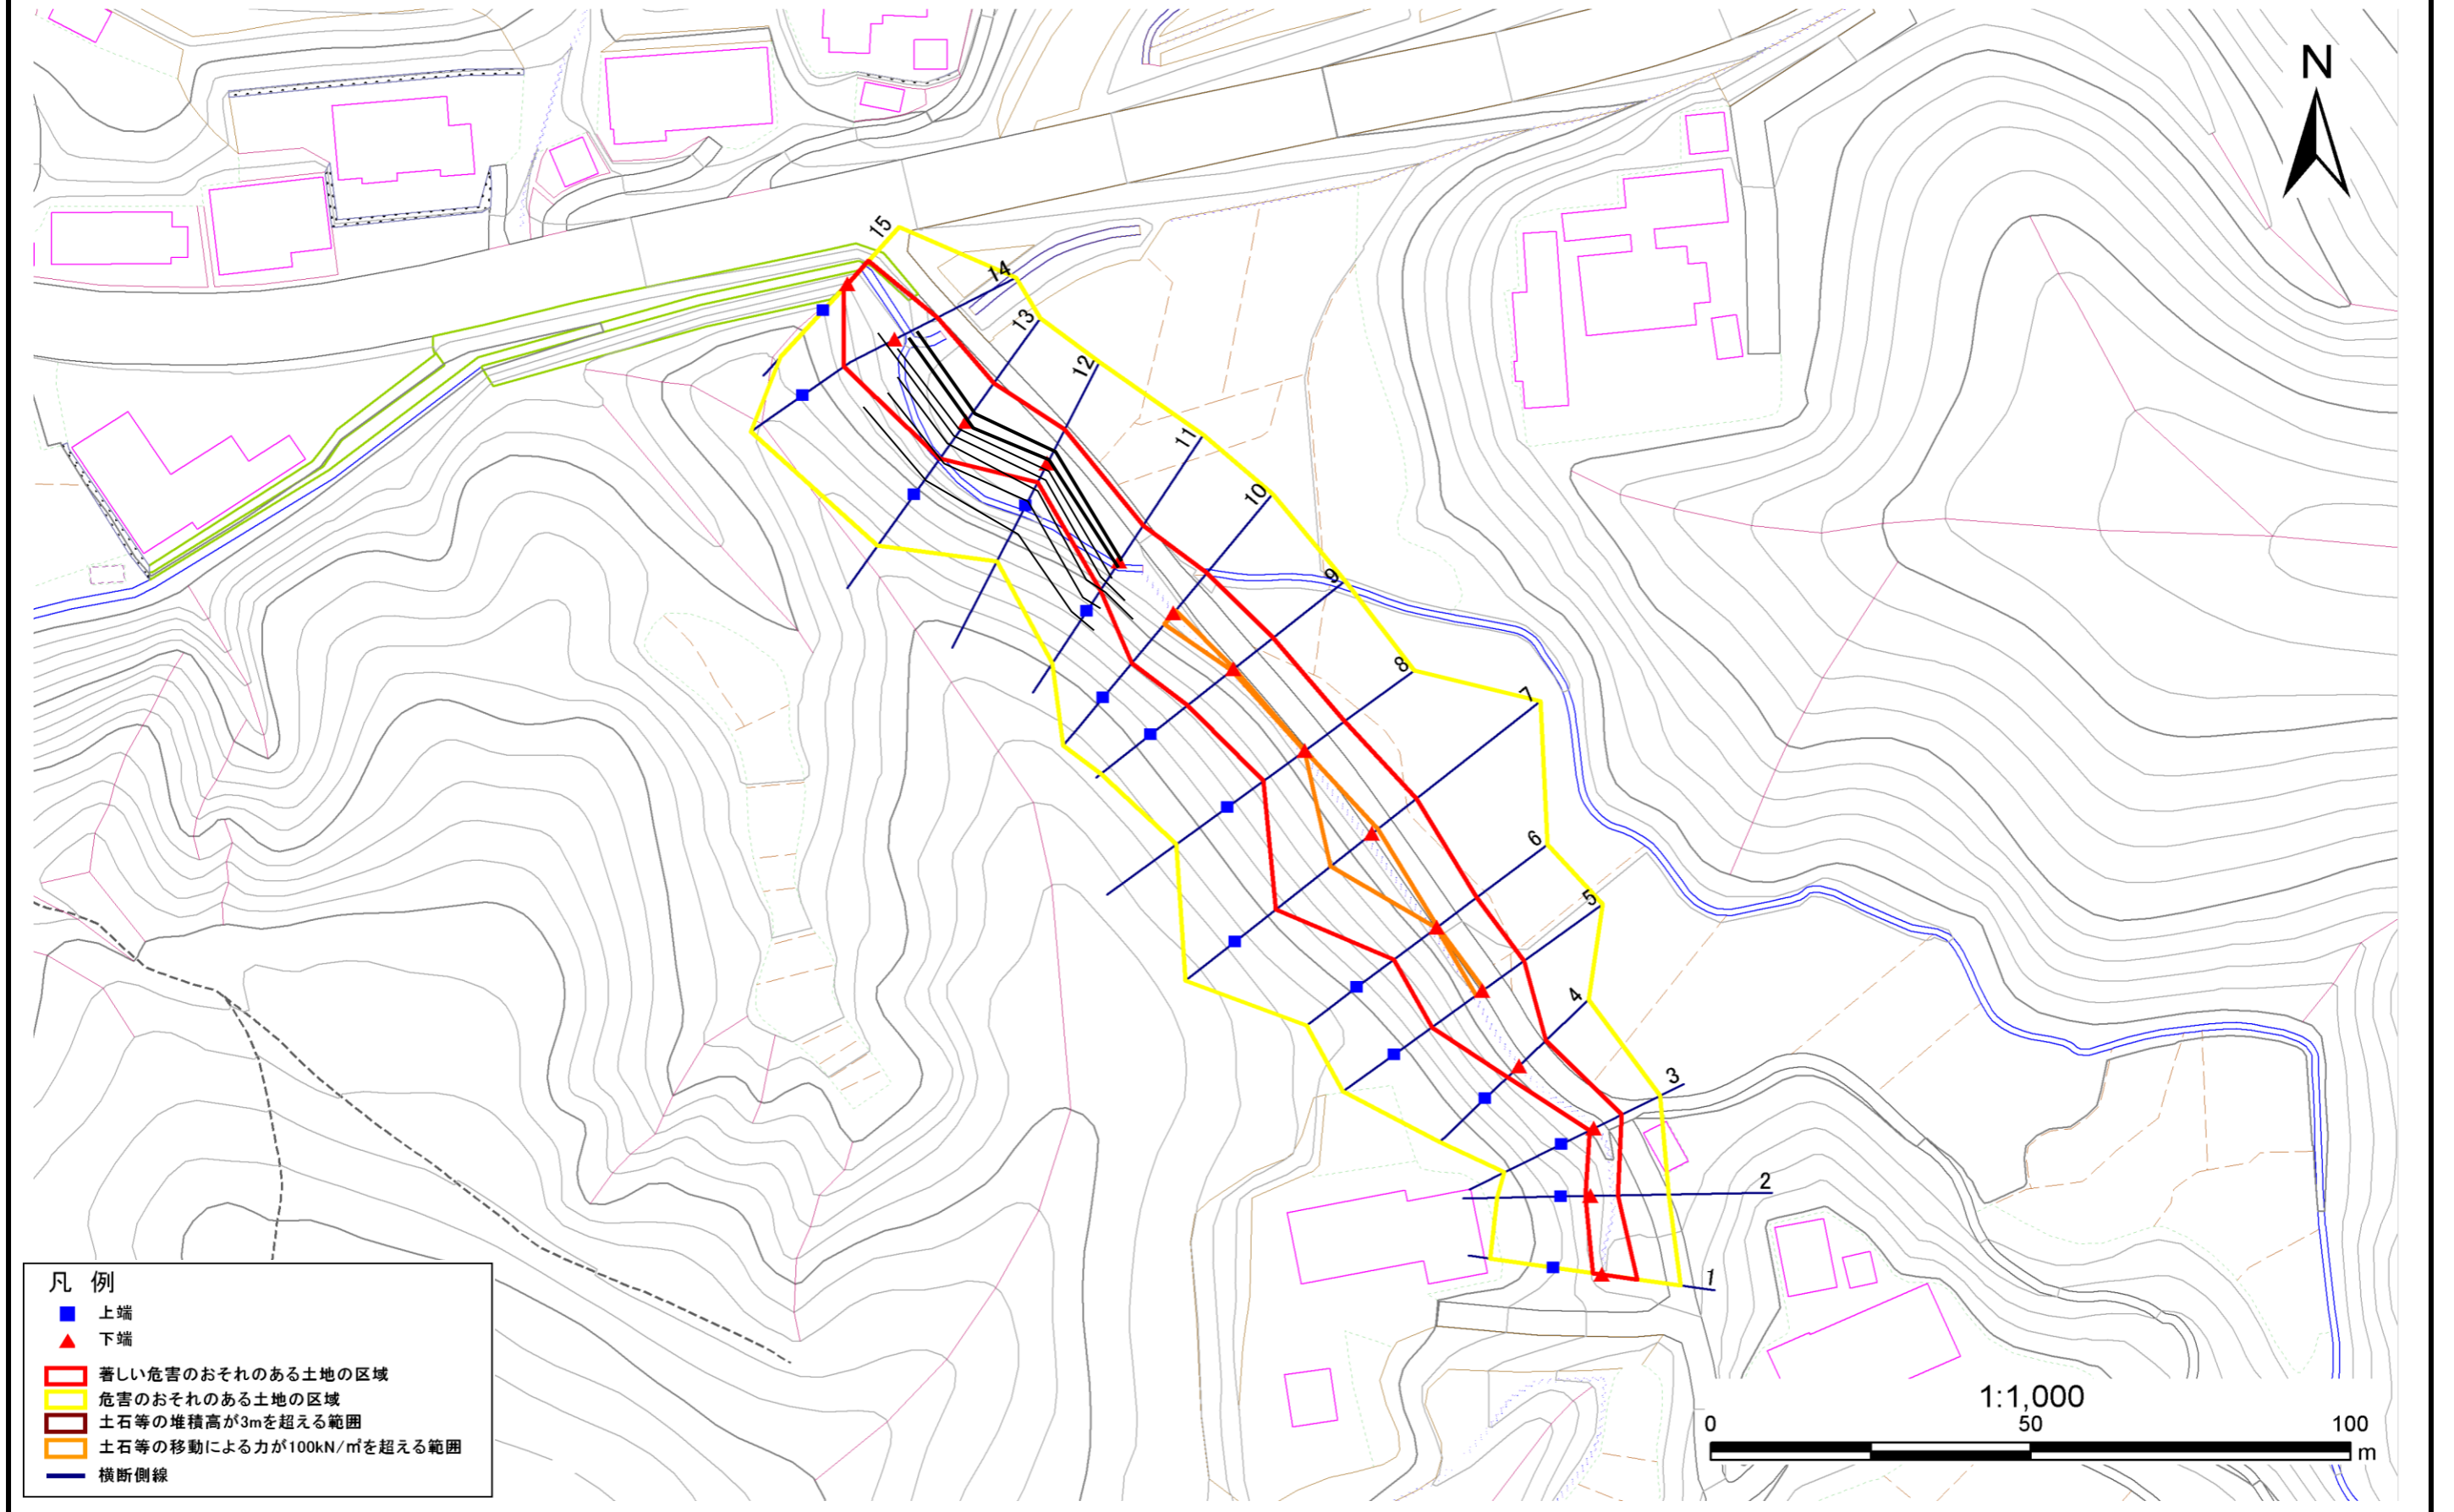 N
15
14
13
12
11
10
9
8
7
6
5
4
3
2
1
凡 例
上端
下端
著しい危害のおそれのある土地の区域
危害のおそれのある土地の区域
土石等の堆積高が3mを超える範囲
土石等の移動による力が100kN/㎡を超える範囲
横断側線
1:1,000
0 50 100
m